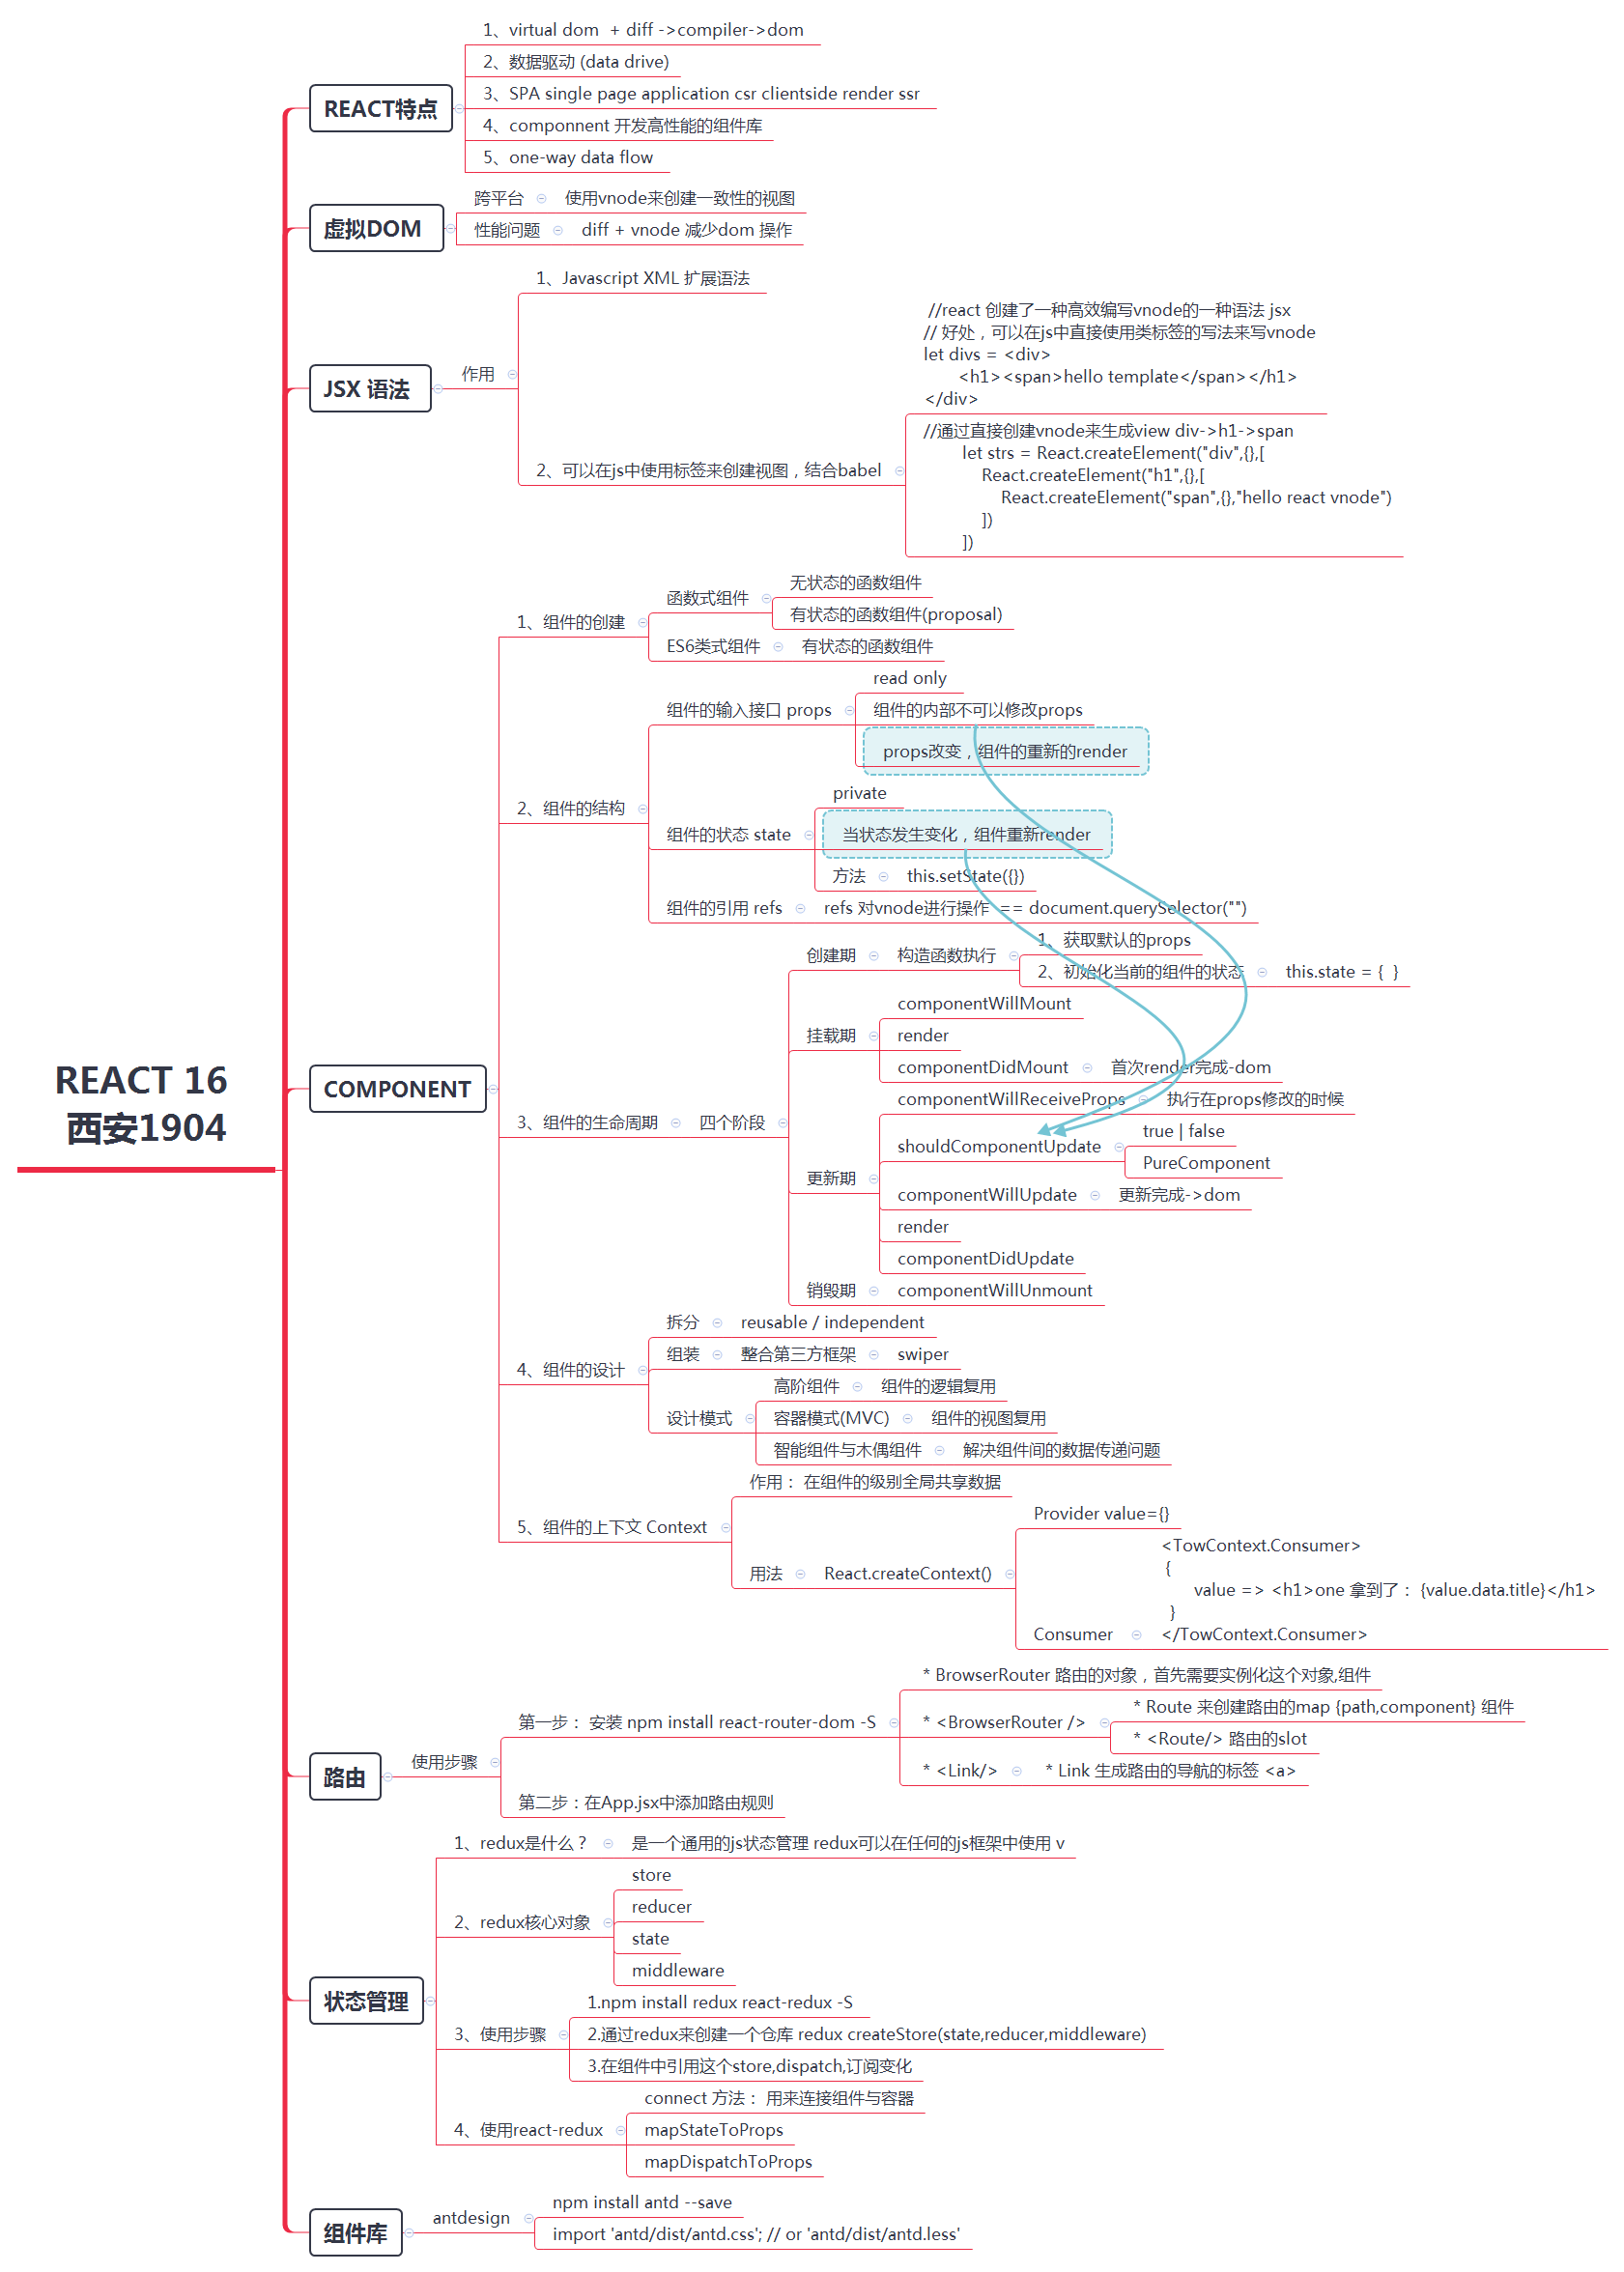 REACT 16
西安1904
REACT特点
1、virtual dom  + diff ->compiler->dom
2、数据驱动 (data drive)
3、SPA single page application csr clientside render ssr
4、componnent 开发高性能的组件库
5、one-way data flow
虚拟DOM
跨平台
使用vnode来创建一致性的视图
性能问题
diff + vnode 减少dom 操作
JSX 语法
作用
1、Javascript XML 扩展语法
2、可以在js中使用标签来创建视图，结合babel
//react 创建了一种高效编写vnode的一种语法 jsx
// 好处，可以在js中直接使用类标签的写法来写vnode
let divs = <div>
<h1><span>hello template</span></h1>
</div>
//通过直接创建vnode来生成view div->h1->span
let strs = React.createElement("div",{},[
React.createElement("h1",{},[
React.createElement("span",{},"hello react vnode")
])
])
COMPONENT
1、组件的创建
函数式组件
无状态的函数组件
有状态的函数组件(proposal)
ES6类式组件
有状态的函数组件
2、组件的结构
组件的输入接口 props
read only
组件的内部不可以修改props
props改变，组件的重新的render
组件的状态 state
private
当状态发生变化，组件重新render
方法
this.setState({})
组件的引用 refs
refs 对vnode进行操作  == document.querySelector("")
3、组件的生命周期
四个阶段
创建期
构造函数执行
1、获取默认的props
2、初始化当前的组件的状态
this.state = {  }
挂载期
componentWillMount
render
componentDidMount
首次render完成-dom
更新期
componentWillReceiveProps
执行在props修改的时候
shouldComponentUpdate
true | false
PureComponent
componentWillUpdate
更新完成->dom
render
componentDidUpdate
销毁期
componentWillUnmount
4、组件的设计
拆分
reusable / independent
组装
整合第三方框架
swiper
设计模式
高阶组件
组件的逻辑复用
容器模式(MVC)
组件的视图复用
智能组件与木偶组件
解决组件间的数据传递问题
5、组件的上下文 Context
作用： 在组件的级别全局共享数据
用法
React.createContext()
Provider value={}
Consumer
<TowContext.Consumer>
{
value => <h1>one 拿到了： {value.data.title}</h1>
}
</TowContext.Consumer>
路由
使用步骤
第一步： 安装 npm install react-router-dom -S
* BrowserRouter 路由的对象，首先需要实例化这个对象,组件
* <BrowserRouter />
* Route 来创建路由的map {path,component} 组件
* <Route/> 路由的slot
* <Link/>
* Link 生成路由的导航的标签 <a>
第二步：在App.jsx中添加路由规则
状态管理
1、redux是什么？
是一个通用的js状态管理 redux可以在任何的js框架中使用 v
2、redux核心对象
store
reducer
state
middleware
3、使用步骤
1.npm install redux react-redux -S
2.通过redux来创建一个仓库 redux createStore(state,reducer,middleware)
3.在组件中引用这个store,dispatch,订阅变化
4、使用react-redux
connect 方法： 用来连接组件与容器
mapStateToProps
mapDispatchToProps
组件库
antdesign
npm install antd --save
import 'antd/dist/antd.css'; // or 'antd/dist/antd.less'